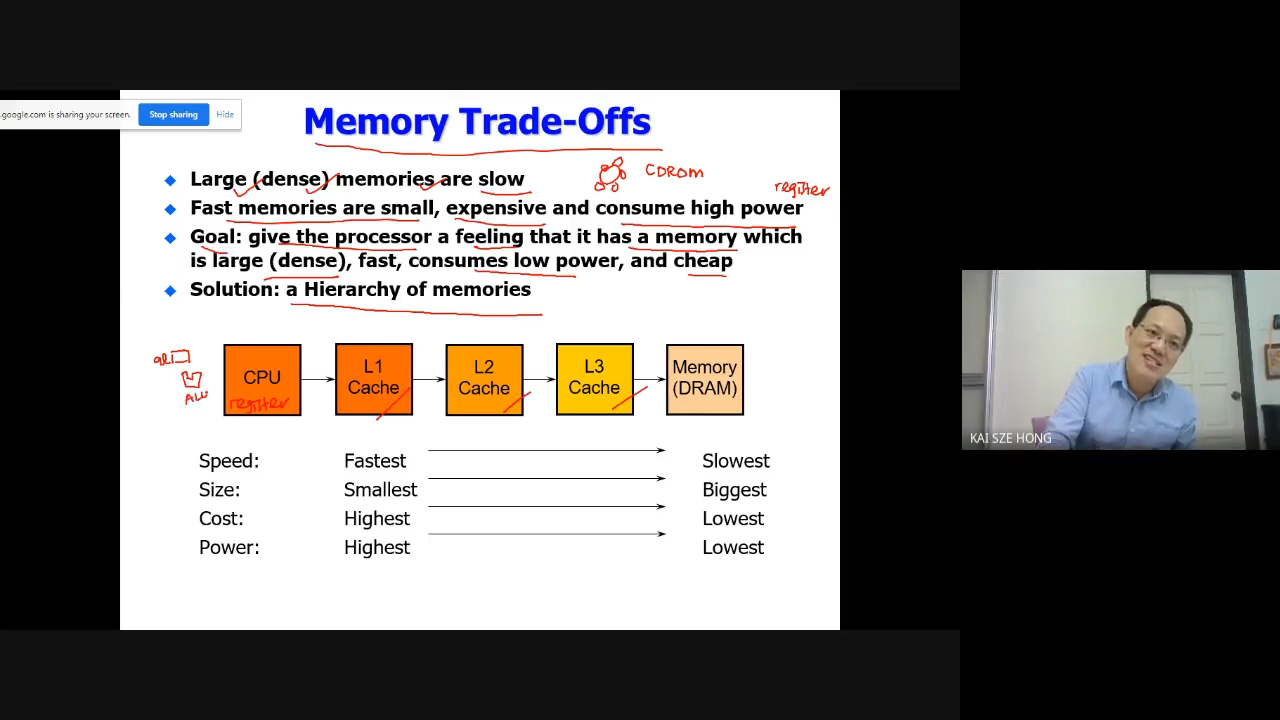 .google.com is sharing your screen. Stop sharing Hide
Memory Trade-Offs
CDROM
Large (dense) memories are slow
register
Fast memories are small, expensive and consume high power
Goal: give the processor a feeling that it has a memory which
is large (dense), fast, consumes low power, and cheap
Solution: a Hierarchy of memories
CPU
register
ALU
L1
Cache
L2
Cache
L3
Cache
Memory
(DRAM)
Speed: Fastest Slowest
Size: Smallest Biggest
Cost: Highest Lowest
Power: Highest Lowest
KAI SZE HONG